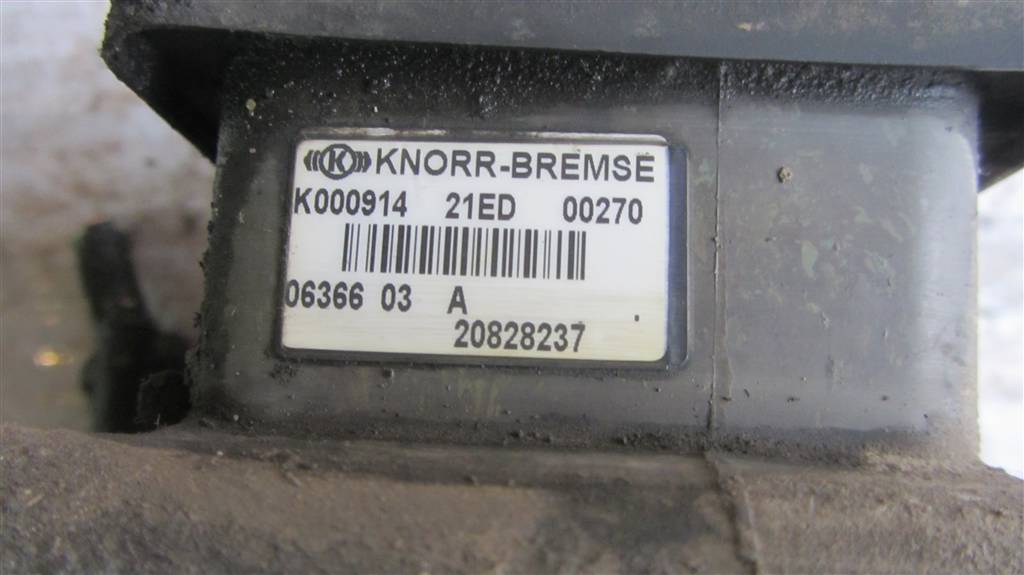 K KNORR-BREMSE
K000914 21ED 00270
06366 03 A
20828237